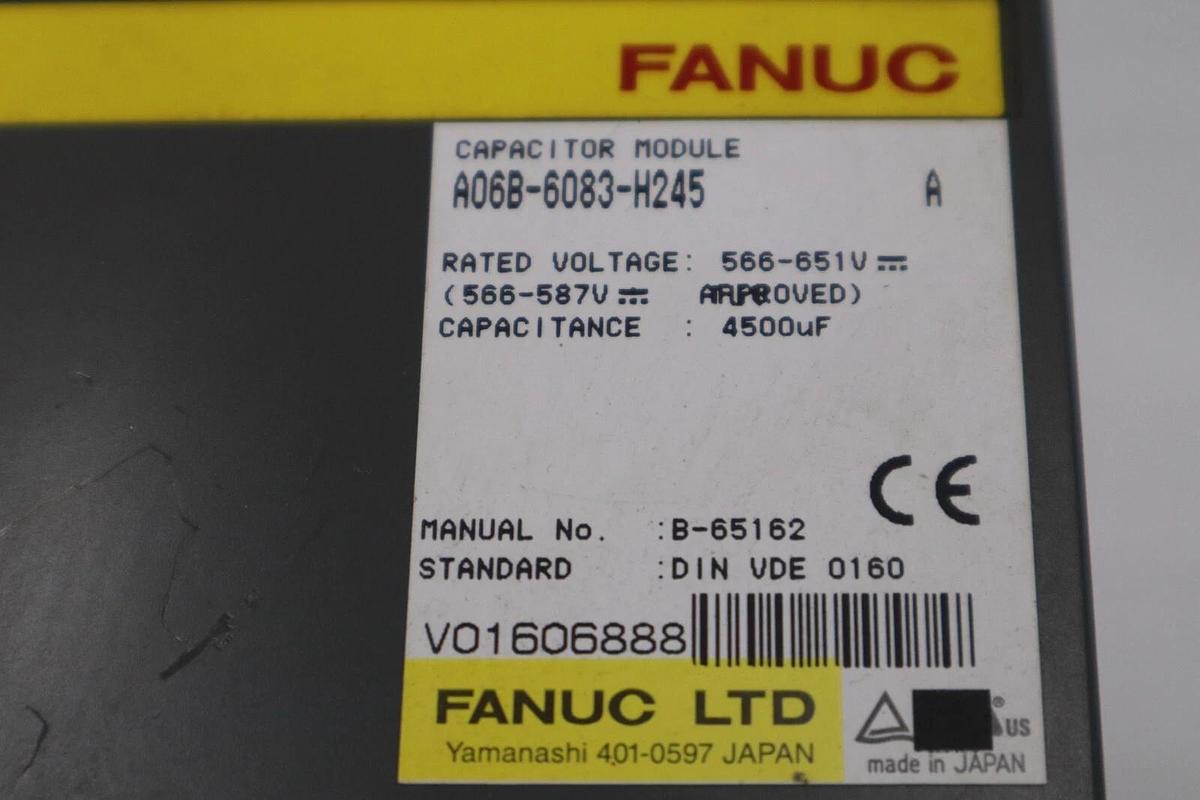 FANUC
CAPACITOR MODULE
A06B-6083-H245 A
RATED VOLTAGE: 566-651V
(566-587V APPROVED)
CAPACITANCE : 4500uF
CE
MANUAL No. :B-65162
STANDARD :DIN VDE 0160
V01606888
FANUC LTD
Yamanashi 401-0597 JAPAN
® US
made in JAPAN